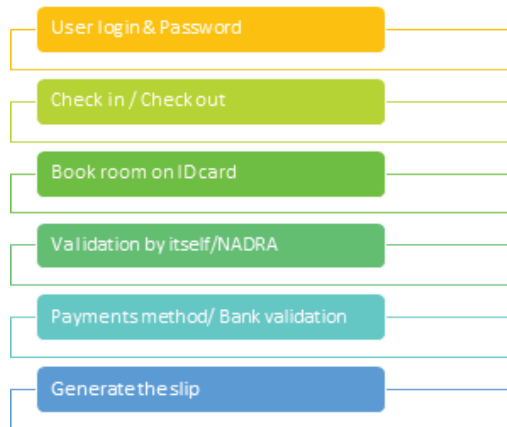 User login & Password
Check in / Check out
Book room on ID card
Validation by itself/NADRA
Payments method/ Bank validation
Generate the slip